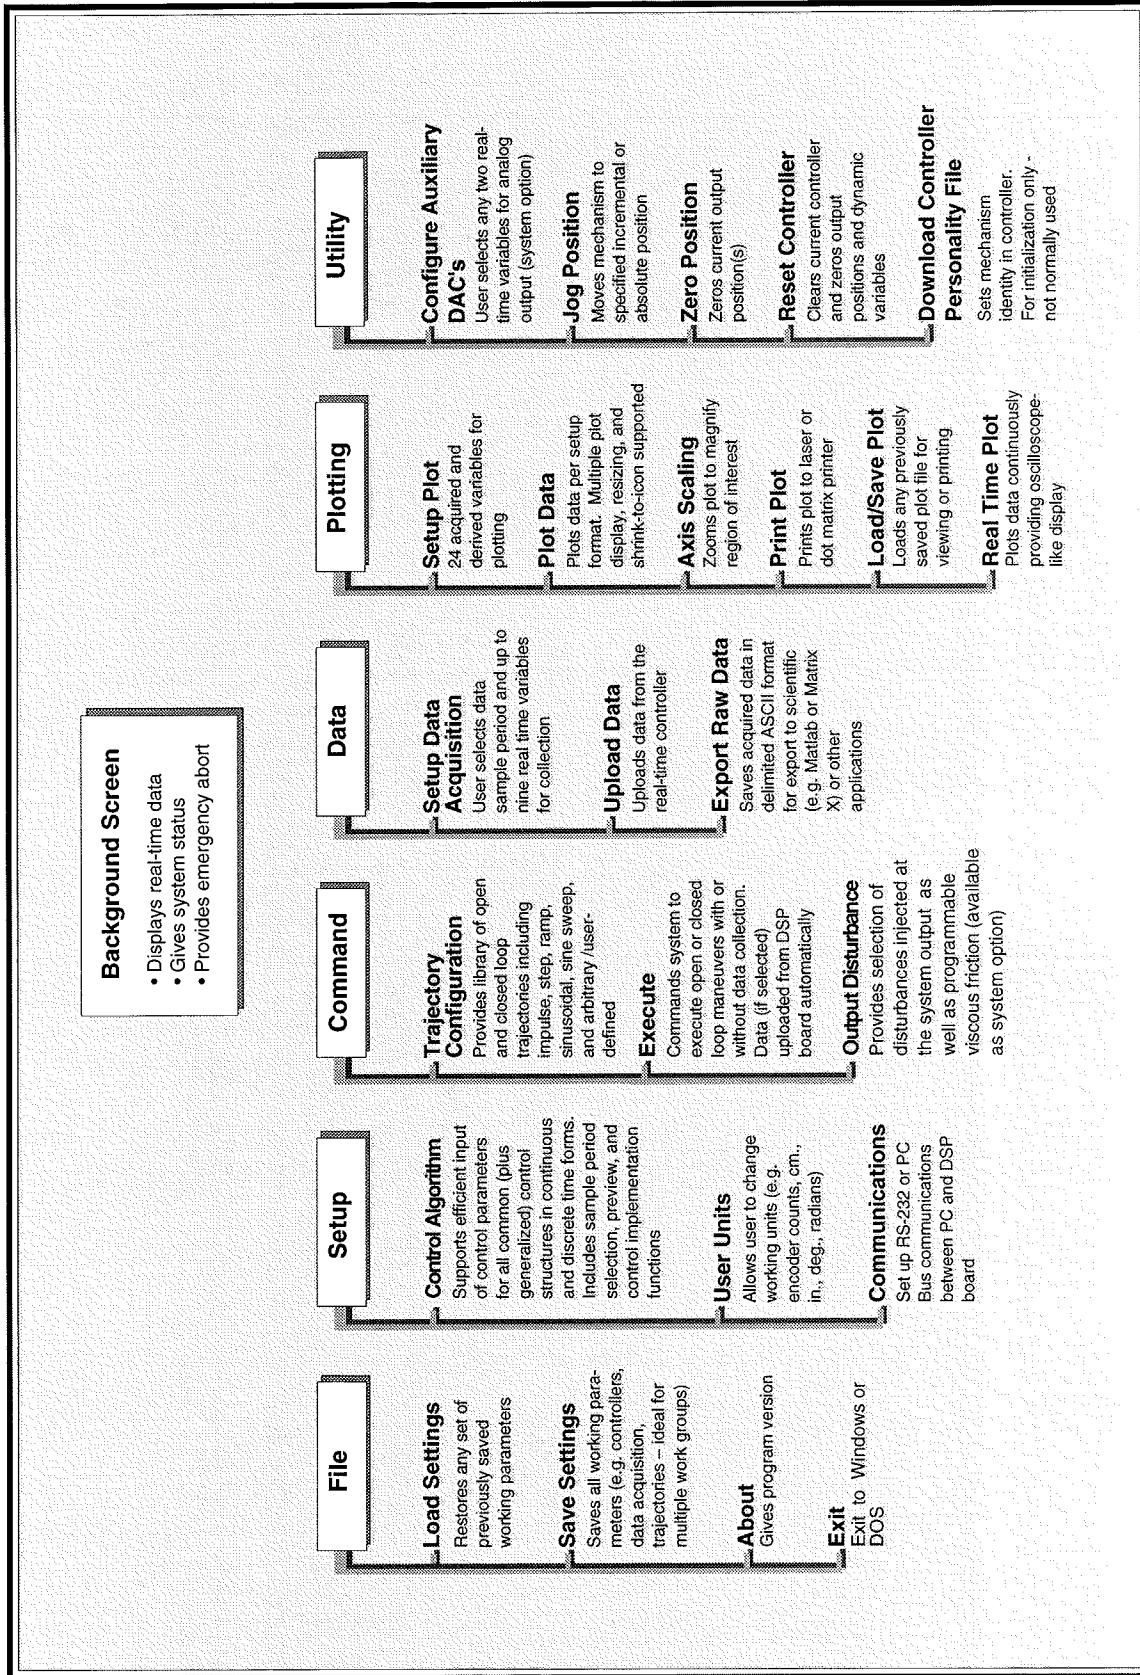 Background Screen
• Displays real-time data
• Gives system status
• Provides emergency abort
File
Load Settings
Restores any set of
previously saved
working parameters
Save Settings
Saves all working para-
meters (e.g. controllers,
data acquisition,
trajectories – ideal for
multiple work groups)
About
Gives program version
Exit
Exit to Windows or
DOS
Setup
Control Algorithm
Supports efficient input
of control parameters
for all common (plus
generalized) control
structures in continuous
and discrete time forms.
Includes sample period
selection, preview, and
control implementation
functions
User Units
Allows user to change
working units (e.g.
encoder counts, cm.,
in., deg., radians)
Communications
Set up RS-232 or PC
Bus communications
between PC and DSP
board
Command
Trajectory
Configuration
Provides library of open
and closed loop
trajectories including
impulse, step, ramp,
sinusoidal, sine sweep,
and arbitrary /user-
defined
Execute
Commands system to
execute open or closed
loop maneuvers with or
without data collection.
Data (if selected)
uploaded from DSP
board automatically
Output Disturbance
Provides selection of
disturbances injected at
the system output as
well as programmable
viscous friction (available
as system option)
Data
Setup Data
Acquisition
User selects data
sample period and up to
nine real time variables
for collection
Upload Data
Uploads data from the
real-time controller
Export Raw Data
Saves acquired data in
delimited ASCII format
for export to scientific
(e.g. Matlab or Matrix
X) or other
applications
Plotting
Setup Plot
24 acquired and
derived variables for
plotting
Plot Data
Plots data per setup
format. Multiple plot
display, resizing, and
shrink-to-icon supported
Axis Scaling
Zooms plot to magnify
region of interest
Print Plot
Prints plot to laser or
dot matrix printer
Load/Save Plot
Loads any previously
saved plot file for
viewing or printing
Real Time Plot
Plots data continuously
providing oscilloscope-
like display
Utility
Configure Auxiliary
DAC's
User selects any two real-
time variables for analog
output (system option)
Jog Position
Moves mechanism to
specified incremental or
absolute position
Zero Position
Zeros current output
position(s)
Reset Controller
Clears current controller
and zeros output
positions and dynamic
variables
Download Controller
Personality File
Sets mechanism
identity in controller.
For initialization only -
not normally used